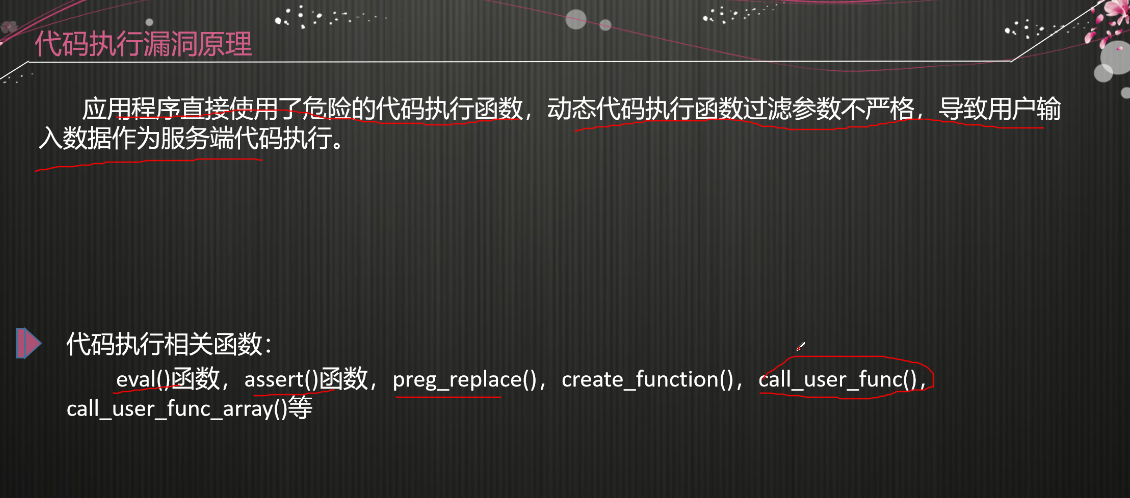 代码执行漏洞原理
应用程序直接使用了危险的代码执行函数，动态代码执行函数过滤参数不严格，导致用户输
入数据作为服务端代码执行。
代码执行相关函数：
eval()函数，assert()函数，preg_replace()，create_function()，call_user_func()，
call_user_func_array()等